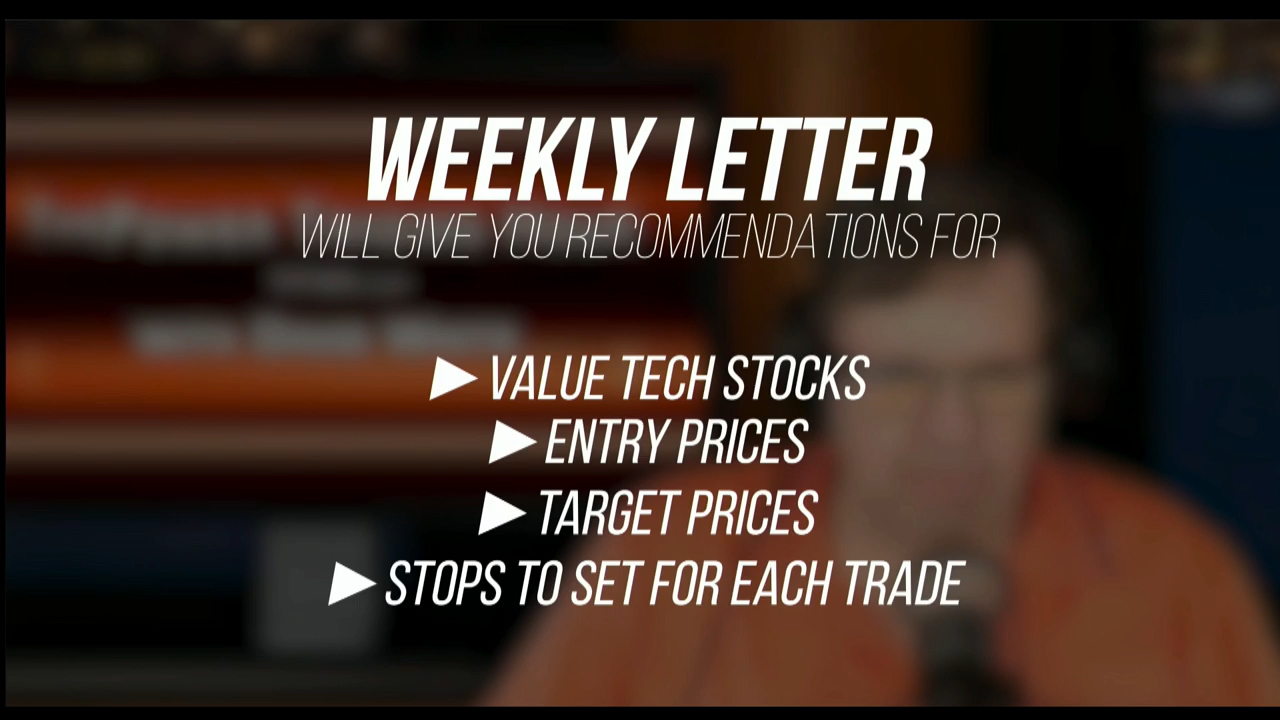 WEEKLY LETTER
WILL GIVE YOU RECOMMENDATIONS FOR
▶ VALUE TECH STOCKS
▶ ENTRY PRICES
▶ TARGET PRICES
▶ STOPS TO SET FOR EACH TRADE